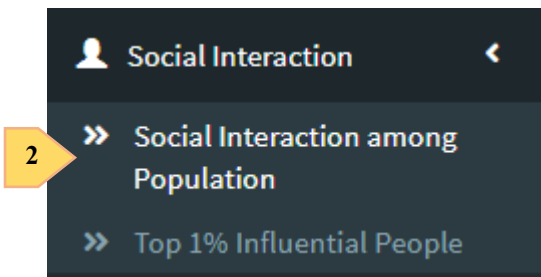 Social Interaction
2
Social Interaction among
Population
Top 1% Influential People